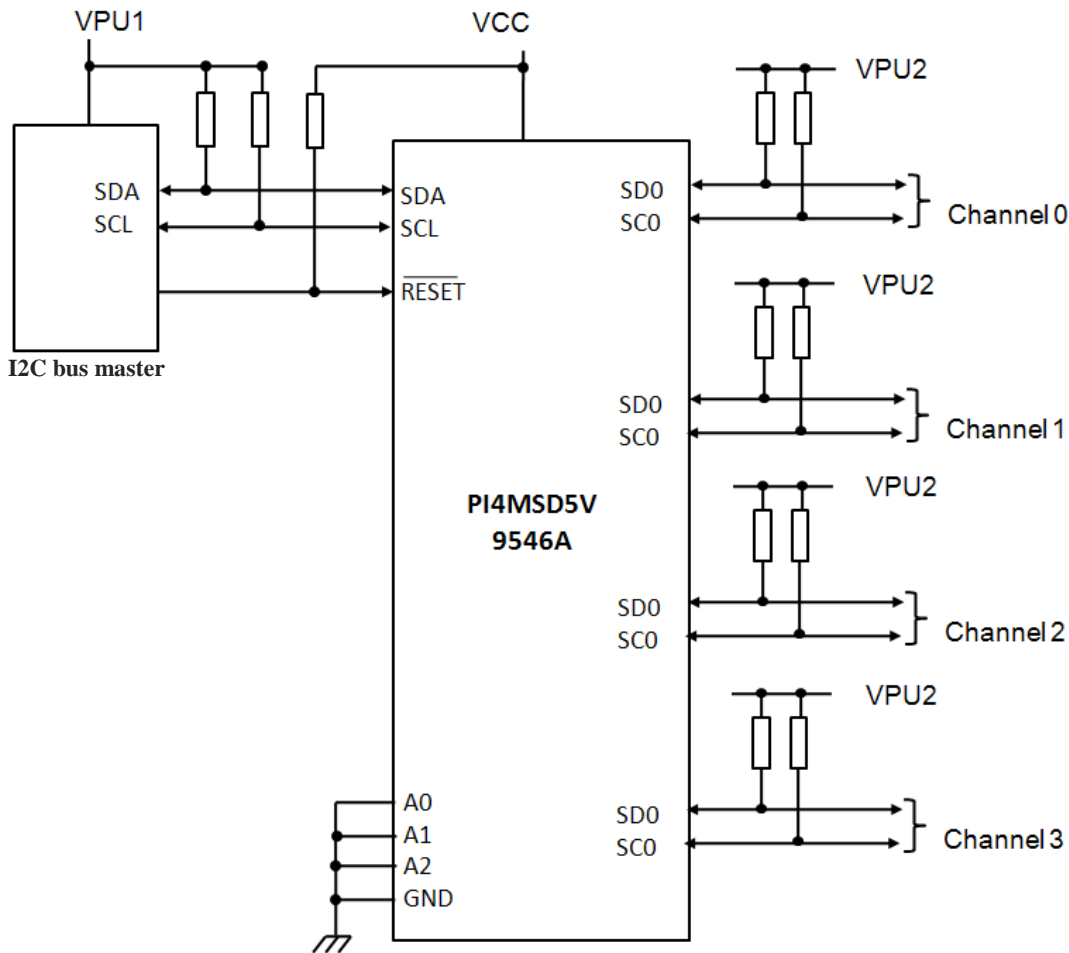 VPU1
VCC
VPU2
SDA
SCL
I2C bus master
SDA
SCL
RESET
PI4MSD5V
9546A
A0
A1
A2
GND
SD0
SC0
Channel 0
VPU2
SD0
SC0
Channel 1
VPU2
SD0
SC0
Channel 2
VPU2
SD0
SC0
Channel 3